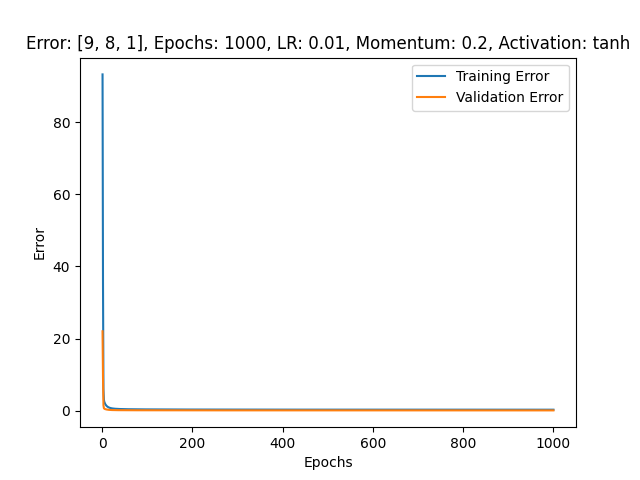 Error: [9, 8, 1], Epochs: 1000, LR: 0.01, Momentum: 0.2, Activation: tanh
Training Error
Validation Error
80
60
40
20
0
Error
0 200 400 600 800 1000
Epochs